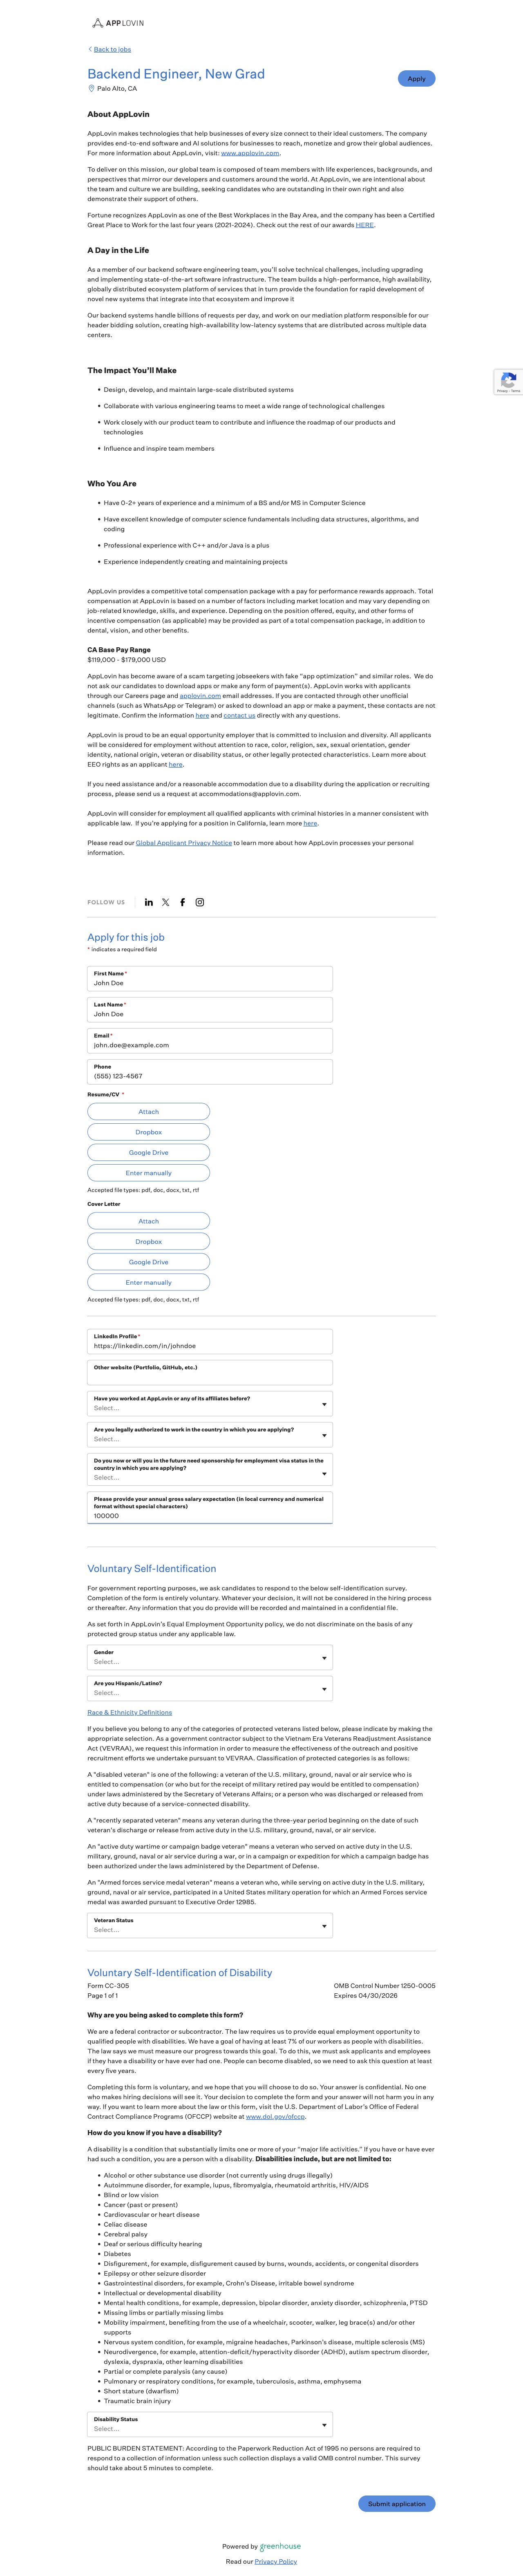 APPLOVIN
Back to jobs
Backend Engineer, New Grad
Palo Alto, CA
Apply
About AppLovin
AppLovin makes technologies that help businesses of every size connect to their ideal customers. The company
provides end-to-end software and AI solutions for businesses to reach, monetize and grow their global audiences.
For more information about AppLovin, visit: www.applovin.com.
To deliver on this mission, our global team is composed of team members with life experiences, backgrounds, and
perspectives that mirror our developers and customers around the world. At AppLovin, we are intentional about
the team and culture we are building, seeking candidates who are outstanding in their own right and also
demonstrate their support of others.
Fortune recognizes AppLovin as one of the Best Workplaces in the Bay Area, and the company has been a Certified
Great Place to Work for the last four years (2021-2024). Check out the rest of our awards HERE.
A Day in the Life
As a member of our backend software engineering team, you'll solve technical challenges, including upgrading
and implementing state-of-the-art software infrastructure. The team builds a high-performance, high availability,
globally distributed ecosystem platform of services that in turn provide the foundation for rapid development of
novel new systems that integrate into that ecosystem and improve it
Our backend systems handle billions of requests per day, and work on our mediation platform responsible for our
header bidding solution, creating high-availability low-latency systems that are distributed across multiple data
centers.
The Impact You'll Make
• Design, develop, and maintain large-scale distributed systems
• Collaborate with various engineering teams to meet a wide range of technological challenges
• Work closely with our product team to contribute and influence the roadmap of our products and
technologies
• Influence and inspire team members
Privacy - Terms
Who You Are
• Have 0-2+ years of experience and a minimum of a BS and/or MS in Computer Science
• Have excellent knowledge of computer science fundamentals including data structures, algorithms, and
coding
• Professional experience with C++ and/or Java is a plus
• Experience independently creating and maintaining projects
AppLovin provides a competitive total compensation package with a pay for performance rewards approach. Total
compensation at AppLovin is based on a number of factors including market location and may vary depending on
job-related knowledge, skills, and experience. Depending on the position offered, equity, and other forms of
incentive compensation (as applicable) may be provided as part of a total compensation package, in addition to
dental, vision, and other benefits.
CA Base Pay Range
$119,000 - $179,000 USD
AppLovin has become aware of a scam targeting jobseekers with fake "app optimization" and similar roles. We do
not ask our candidates to download apps or make any form of payment(s). AppLovin works with applicants
through our Careers page and applovin.com email addresses. If you are contacted through other unofficial
channels (such as WhatsApp or Telegram) or asked to download an app or make a payment, these contacts are not
legitimate. Confirm the information here and contact us directly with any questions.
AppLovin is proud to be an equal opportunity employer that is committed to inclusion and diversity. All applicants
will be considered for employment without attention to race, color, religion, sex, sexual orientation, gender
identity, national origin, veteran or disability status, or other legally protected characteristics. Learn more about
EEO rights as an applicant here.
If you need assistance and/or a reasonable accommodation due to a disability during the application or recruiting
process, please send us a request at accommodations@applovin.com.
AppLovin will consider for employment all qualified applicants with criminal histories in a manner consistent with
applicable law. If you're applying for a position in California, learn more here.
Please read our Global Applicant Privacy Notice to learn more about how AppLovin processes your personal
information.
FOLLOW US
Apply for this job
* indicates a required field
First Name*
John Doe
Last Name*
John Doe
Email*
john.doe@example.com
Phone
(555) 123-4567
Resume/CV *
Attach
Dropbox
Google Drive
Enter manually
Accepted file types: pdf, doc, docx, txt, rtf
Cover Letter
Attach
Dropbox
Google Drive
Enter manually
Accepted file types: pdf, doc, docx, txt, rtf
LinkedIn Profile*
https://linkedin.com/in/johndoe
Other website (Portfolio, GitHub, etc.)
Have you worked at AppLovin or any of its affiliates before?
Select...
Are you legally authorized to work in the country in which you are applying?
Select...
Do you now or will you in the future need sponsorship for employment visa status in the
country in which you are applying?
Select...
Please provide your annual gross salary expectation (in local currency and numerical
format without special characters)
100000
Voluntary Self-Identification
For government reporting purposes, we ask candidates to respond to the below self-identification survey.
Completion of the form is entirely voluntary. Whatever your decision, it will not be considered in the hiring process
or thereafter. Any information that you do provide will be recorded and maintained in a confidential file.
As set forth in AppLovin's Equal Employment Opportunity policy, we do not discriminate on the basis of any
protected group status under any applicable law.
Gender
Select...
Are you Hispanic/Latino?
Select...
Race & Ethnicity Definitions
If you believe you belong to any of the categories of protected veterans listed below, please indicate by making the
appropriate selection. As a government contractor subject to the Vietnam Era Veterans Readjustment Assistance
Act (VEVRAA), we request this information in order to measure the effectiveness of the outreach and positive
recruitment efforts we undertake pursuant to VEVRAA. Classification of protected categories is as follows:
A "disabled veteran" is one of the following: a veteran of the U.S. military, ground, naval or air service who is
entitled to compensation (or who but for the receipt of military retired pay would be entitled to compensation)
under laws administered by the Secretary of Veterans Affairs; or a person who was discharged or released from
active duty because of a service-connected disability.
A "recently separated veteran" means any veteran during the three-year period beginning on the date of such
veteran's discharge or release from active duty in the U.S. military, ground, naval, or air service.
An "active duty wartime or campaign badge veteran" means a veteran who served on active duty in the U.S.
military, ground, naval or air service during a war, or in a campaign or expedition for which a campaign badge has
been authorized under the laws administered by the Department of Defense.
An "Armed forces service medal veteran" means a veteran who, while serving on active duty in the U.S. military,
ground, naval or air service, participated in a United States military operation for which an Armed Forces service
medal was awarded pursuant to Executive Order 12985.
Veteran Status
Select...
Voluntary Self-Identification of Disability
Form CC-305
Page 1 of 1
OMB Control Number 1250-0005
Expires 04/30/2026
Why are you being asked to complete this form?
We are a federal contractor or subcontractor. The law requires us to provide equal employment opportunity to
qualified people with disabilities. We have a goal of having at least 7% of our workers as people with disabilities.
The law says we must measure our progress towards this goal. To do this, we must ask applicants and employees
if they have a disability or have ever had one. People can become disabled, so we need to ask this question at least
every five years.
Completing this form is voluntary, and we hope that you will choose to do so. Your answer is confidential. No one
who makes hiring decisions will see it. Your decision to complete the form and your answer will not harm you in any
way. If you want to learn more about the law or this form, visit the U.S. Department of Labor's Office of Federal
Contract Compliance Programs (OFCCP) website at www.dol.gov/ofccp.
How do you know if you have a disability?
A disability is a condition that substantially limits one or more of your "major life activities." If you have or have ever
had such a condition, you are a person with a disability. Disabilities include, but are not limited to:
• Alcohol or other substance use disorder (not currently using drugs illegally)
• Autoimmune disorder, for example, lupus, fibromyalgia, rheumatoid arthritis, HIV/AIDS
• Blind or low vision
• Cancer (past or present)
• Cardiovascular or heart disease
• Celiac disease
• Cerebral palsy
• Deaf or serious difficulty hearing
• Diabetes
• Disfigurement, for example, disfigurement caused by burns, wounds, accidents, or congenital disorders
• Epilepsy or other seizure disorder
• Gastrointestinal disorders, for example, Crohn's Disease, irritable bowel syndrome
• Intellectual or developmental disability
• Mental health conditions, for example, depression, bipolar disorder, anxiety disorder, schizophrenia, PTSD
• Missing limbs or partially missing limbs
• Mobility impairment, benefiting from the use of a wheelchair, scooter, walker, leg brace(s) and/or other
supports
• Nervous system condition, for example, migraine headaches, Parkinson's disease, multiple sclerosis (MS)
• Neurodivergence, for example, attention-deficit/hyperactivity disorder (ADHD), autism spectrum disorder,
dyslexia, dyspraxia, other learning disabilities
• Partial or complete paralysis (any cause)
• Pulmonary or respiratory conditions, for example, tuberculosis, asthma, emphysema
• Short stature (dwarfism)
• Traumatic brain injury
Disability Status
Select...
PUBLIC BURDEN STATEMENT: According to the Paperwork Reduction Act of 1995 no persons are required to
respond to a collection of information unless such collection displays a valid OMB control number. This survey
should take about 5 minutes to complete.
Submit application
Powered by greenhouse
Read our Privacy Policy